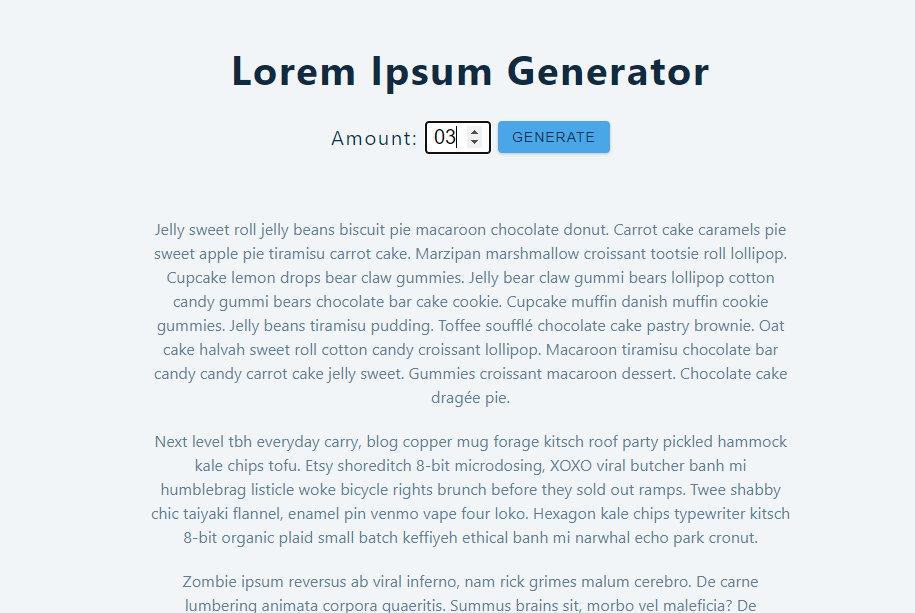 Lorem Ipsum Generator
Amount: 03 GENERATE
Jelly sweet roll jelly beans biscuit pie macaroon chocolate donut. Carrot cake caramels pie
sweet apple pie tiramisu carrot cake. Marzipan marshmallow croissant tootsie roll lollipop.
Cupcake lemon drops bear claw gummies. Jelly bear claw gummi bears lollipop cotton
candy gummi bears chocolate bar cake cookie. Cupcake muffin danish muffin cookie
gummies. Jelly beans tiramisu pudding. Toffee soufflé chocolate cake pastry brownie. Oat
cake halvah sweet roll cotton candy croissant lollipop. Macaroon tiramisu chocolate bar
candy candy carrot cake jelly sweet. Gummies croissant macaroon dessert. Chocolate cake
dragée pie.
Next level tbh everyday carry, blog copper mug forage kitsch roof party pickled hammock
kale chips tofu. Etsy shoreditch 8-bit microdosing, XOXO viral butcher banh mi
humblebrag listicle woke bicycle rights brunch before they sold out ramps. Twee shabby
chic taiyaki flannel, enamel pin venmo vape four loko. Hexagon kale chips typewriter kitsch
8-bit organic plaid small batch keffiyeh ethical banh mi narwhal echo park cronut.
Zombie ipsum reversus ab viral inferno, nam rick grimes malum cerebro. De carne
lumbering animata corpora quaeritis. Summus brains sit, morbo vel maleficia? De